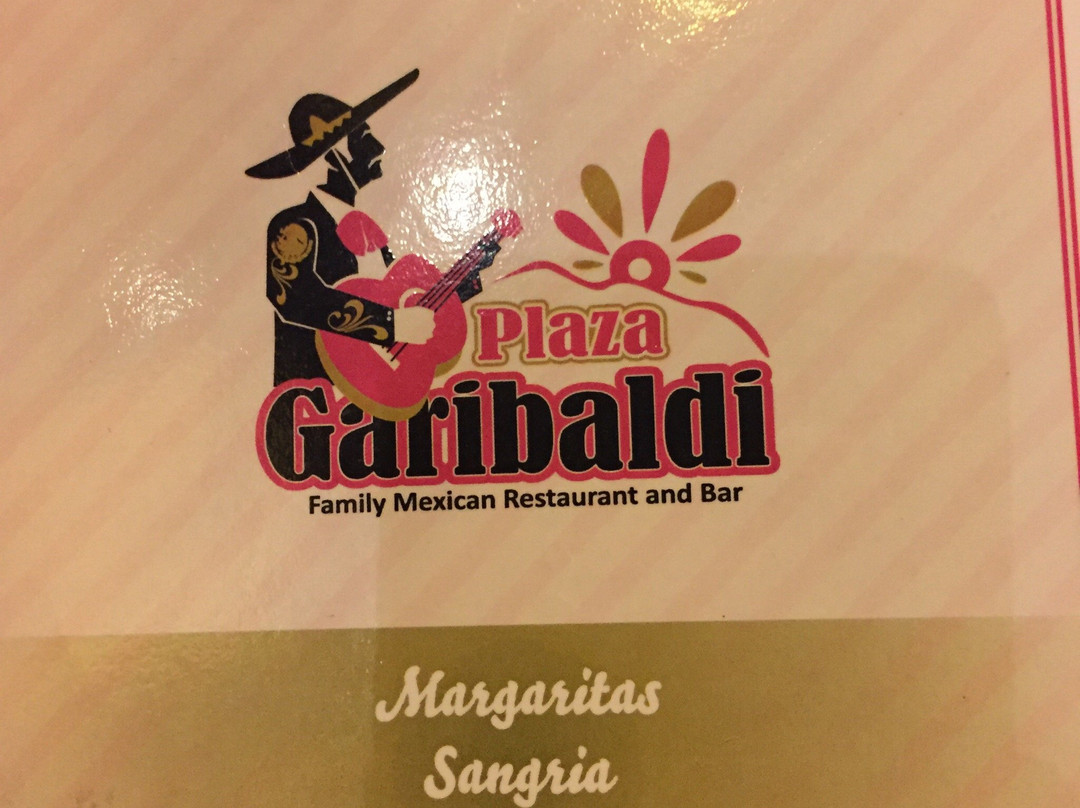 Plaza
Garibaldi
Family Mexican Restaurant and Bar
Margaritas
Sangria